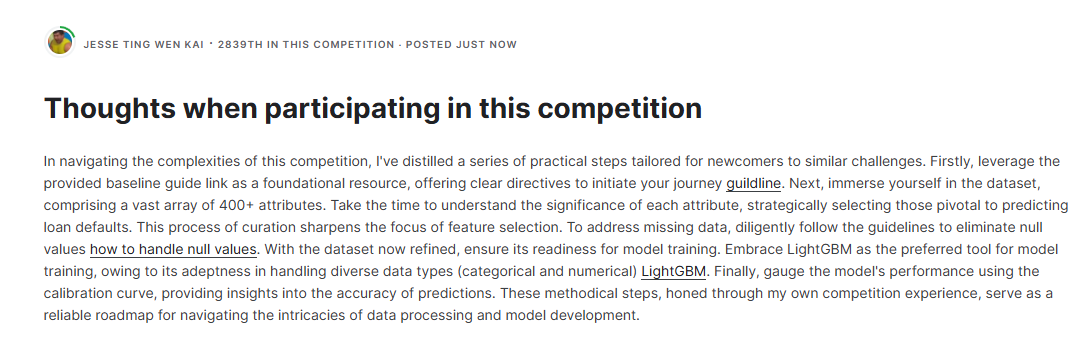 JESSE TING WEN KAI · 2839TH IN THIS COMPETITION · POSTED JUST NOW
Thoughts when participating in this competition
In navigating the complexities of this competition, I've distilled a series of practical steps tailored for newcomers to similar challenges. Firstly, leverage the
provided baseline guide link as a foundational resource, offering clear directives to initiate your journey guildline. Next, immerse yourself in the dataset,
comprising a vast array of 400+ attributes. Take the time to understand the significance of each attribute, strategically selecting those pivotal to predicting
loan defaults. This process of curation sharpens the focus of feature selection. To address missing data, diligently follow the guidelines to eliminate null
values how to handle null values. With the dataset now refined, ensure its readiness for model training. Embrace LightGBM as the preferred tool for model
training, owing to its adeptness in handling diverse data types (categorical and numerical) LightGBM. Finally, gauge the model's performance using the
calibration curve, providing insights into the accuracy of predictions. These methodical steps, honed through my own competition experience, serve as a
reliable roadmap for navigating the intricacies of data processing and model development.